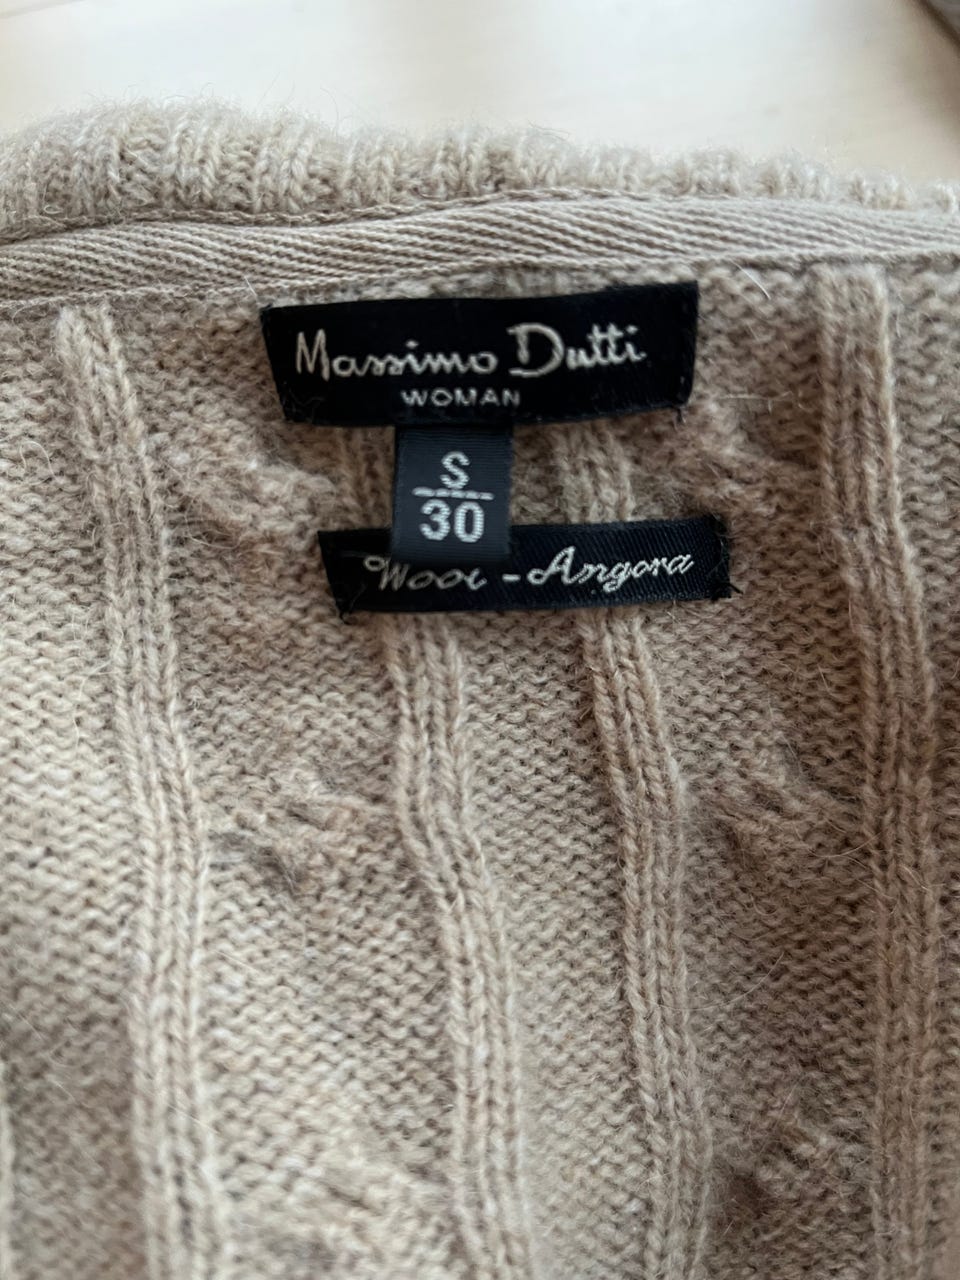 Massimo Dutti
WOMAN
S
30
Wool - Angora